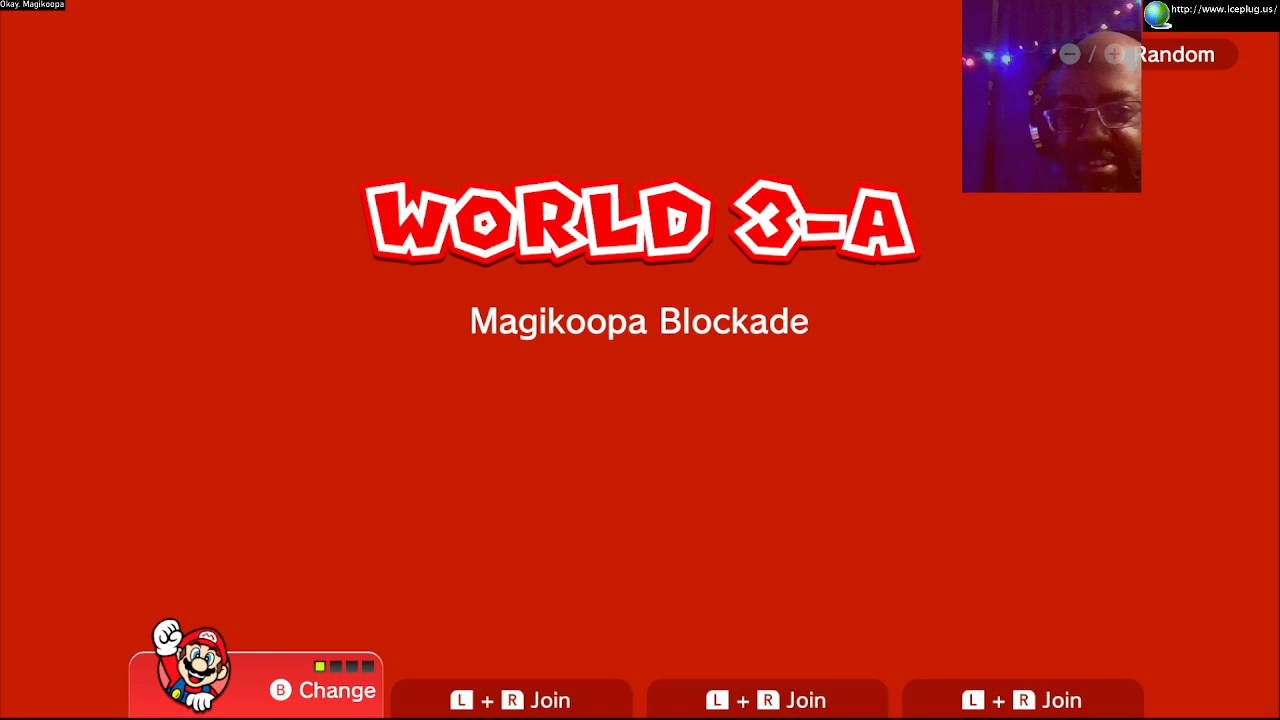 Okay. Magikoopa
http://www.iceplug.us/
− / + Random
WORLD 3-A
Magikoopa Blockade
B Change
L + R Join
L + R Join
L + R Join